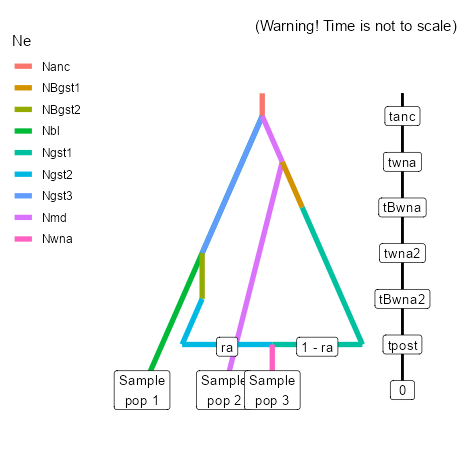 (Warning! Time is not to scale)
Ne
Nanc
NBgst1
NBgst2
Nbl
Ngst1
Ngst2
Ngst3
Nmd
Nwna
tanc
twna
tBwna
twna2
tBwna2
tpost
0
ra
1 - ra
Sample
pop 1
Sample
pop 2
Sample
pop 3